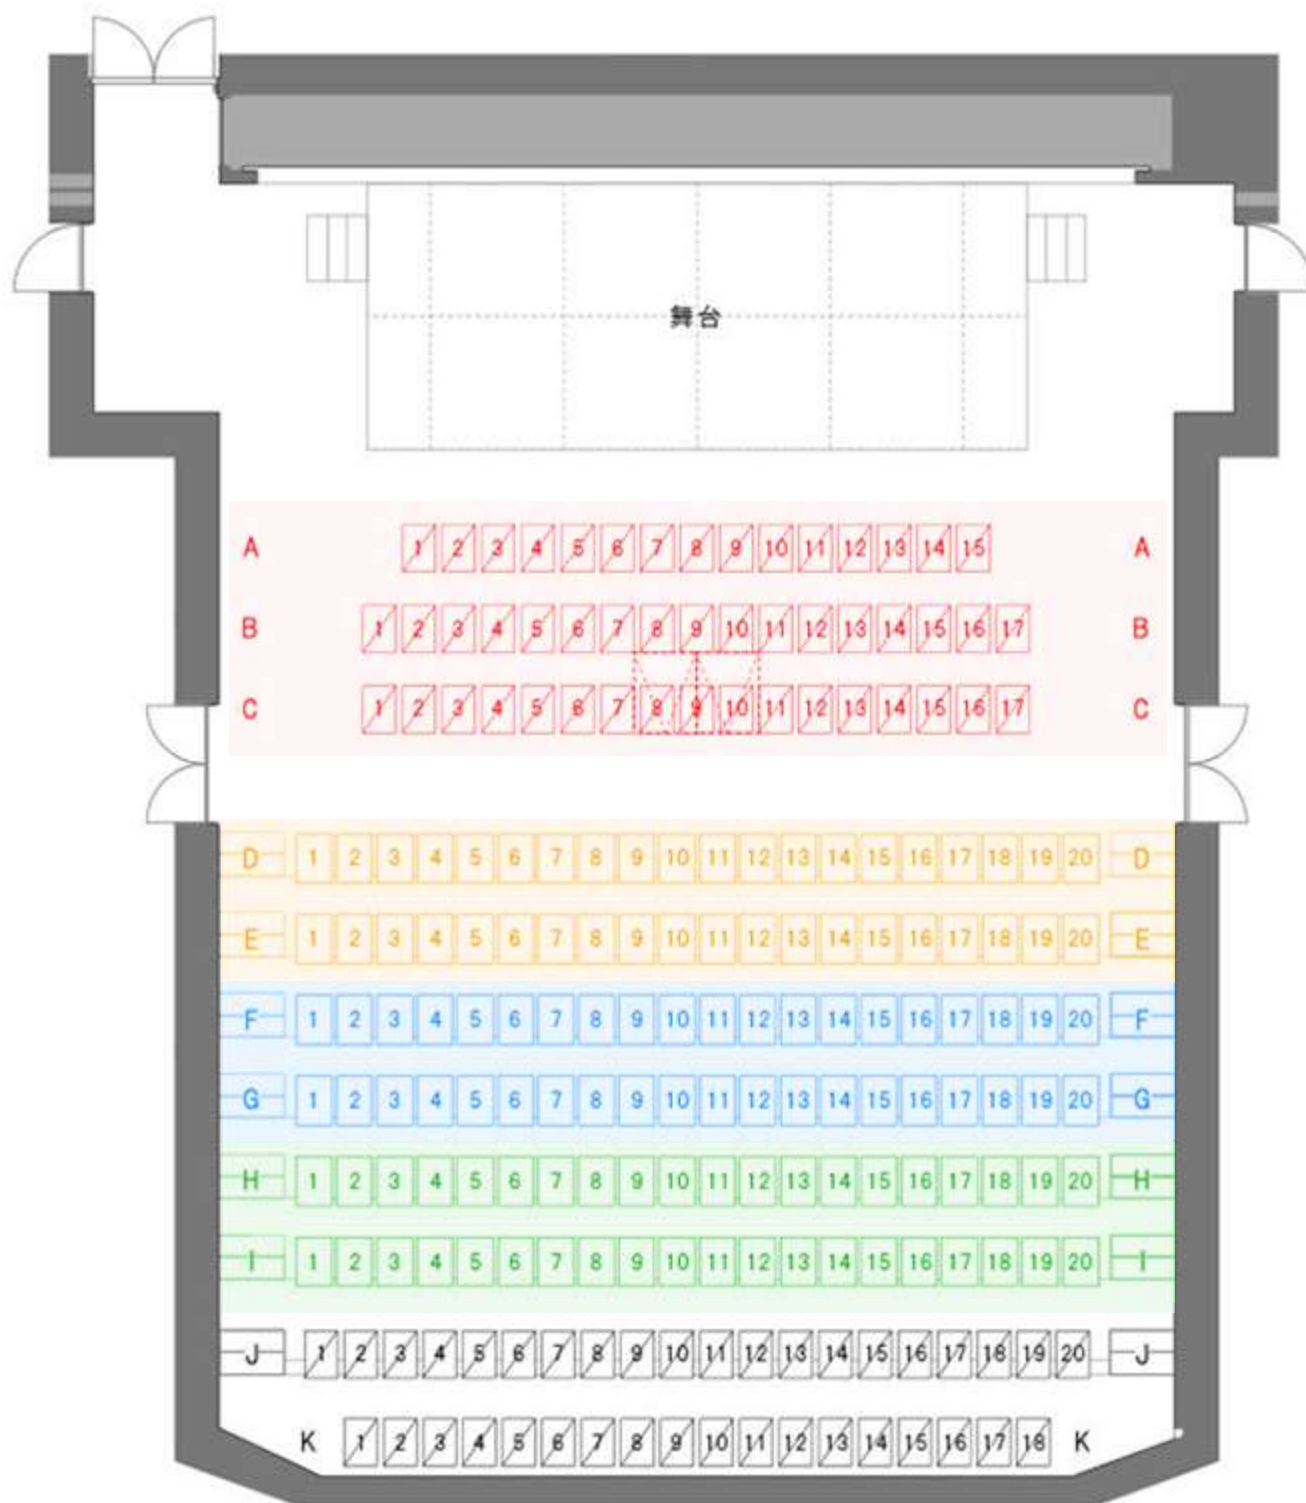 舞台
A 1 2 3 4 5 6 7 8 9 10 11 12 13 14 15 A
B 1 2 3 4 5 6 7 8 9 10 11 12 13 14 15 16 17 B
C 1 2 3 4 5 6 7 8 9 10 11 12 13 14 15 16 17 C
D 1 2 3 4 5 6 7 8 9 10 11 12 13 14 15 16 17 18 19 20 D
E 1 2 3 4 5 6 7 8 9 10 11 12 13 14 15 16 17 18 19 20 E
F 1 2 3 4 5 6 7 8 9 10 11 12 13 14 15 16 17 18 19 20 F
G 1 2 3 4 5 6 7 8 9 10 11 12 13 14 15 16 17 18 19 20 G
H 1 2 3 4 5 6 7 8 9 10 11 12 13 14 15 16 17 18 19 20 H
I 1 2 3 4 5 6 7 8 9 10 11 12 13 14 15 16 17 18 19 20 I
J 1 2 3 4 5 6 7 8 9 10 11 12 13 14 15 16 17 18 19 20 J
K 1 2 3 4 5 6 7 8 9 10 11 12 13 14 15 16 17 18 K